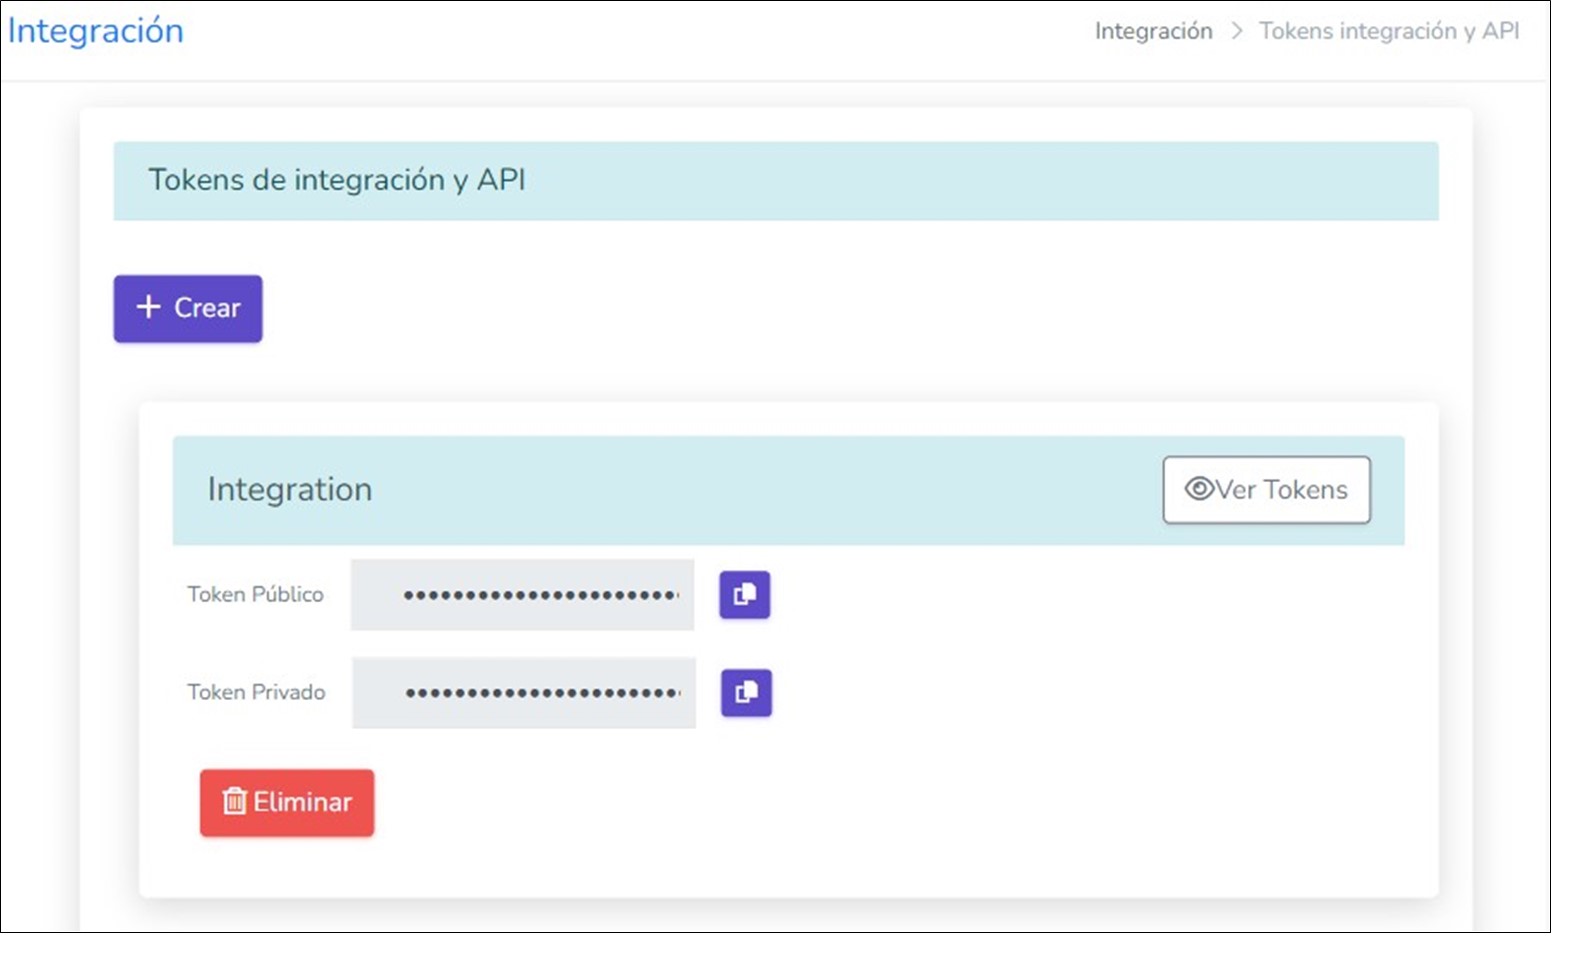 Integración
Integración > Tokens integración y API
Tokens de integración y API
+ Crear
Integration
Ver Tokens
Token Público
Token Privado
Eliminar